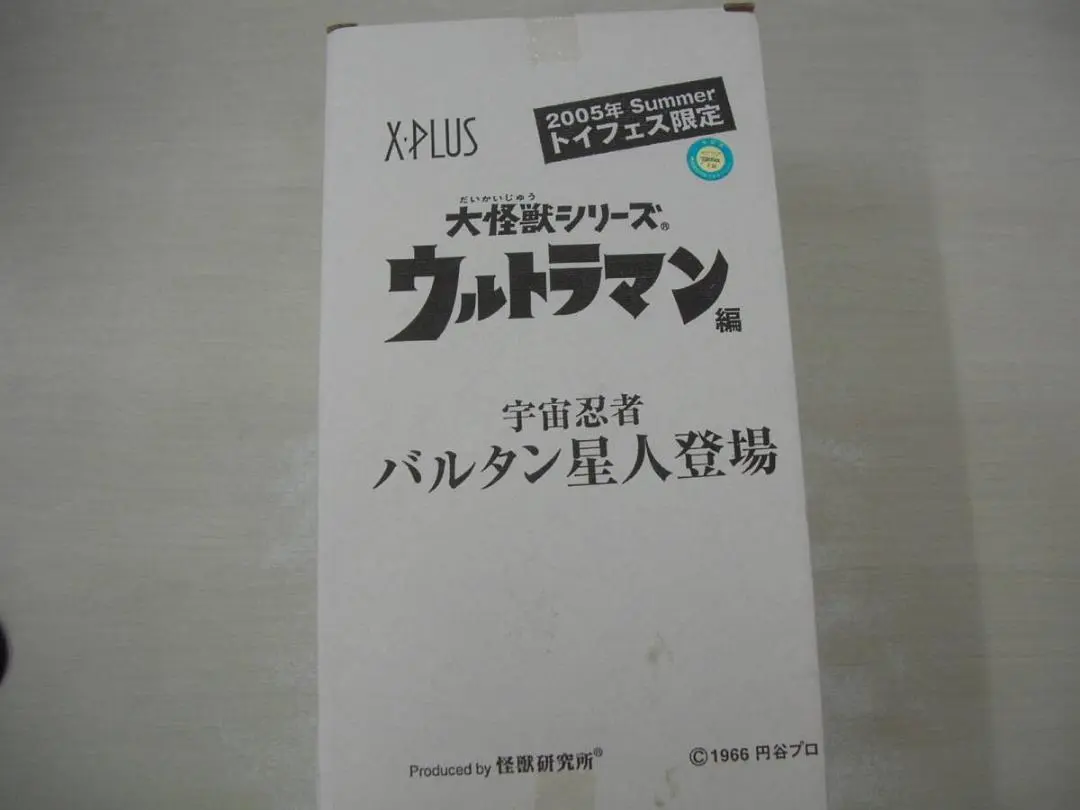 X·PLUS
2005年 Summer
トイフェス限定
だいかいじゅう
大怪獣シリーズ®
ウルトラマン編
宇宙忍者
バルタン星人登場
Produced by 怪獣研究所®
©1966 円谷プロ